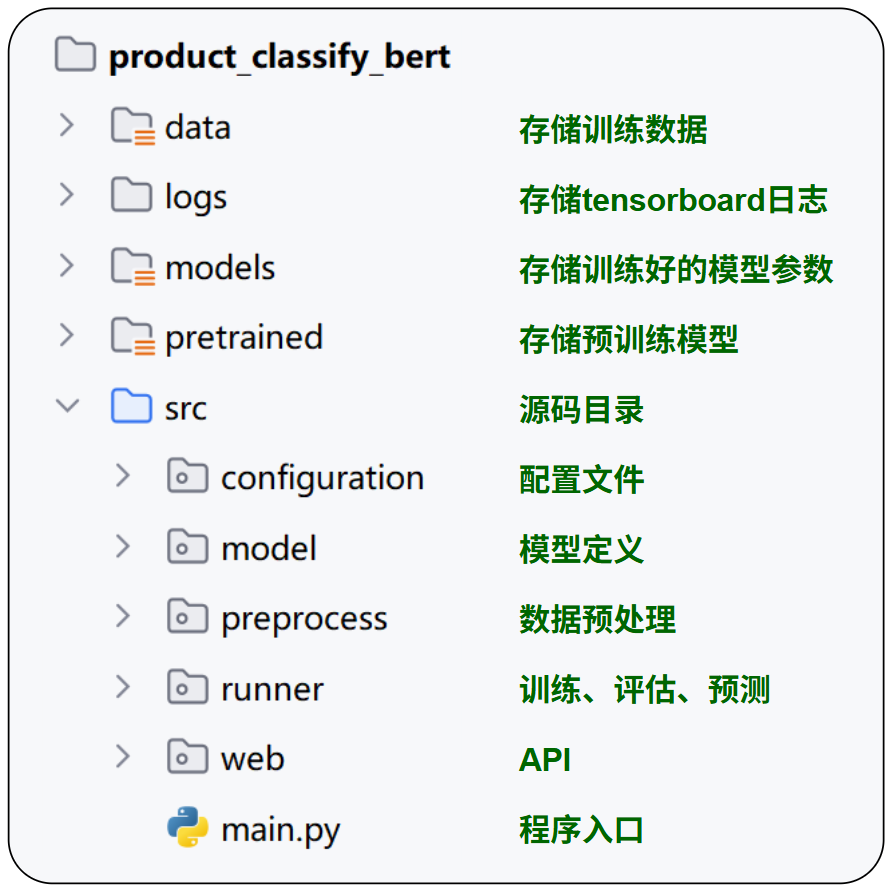 product_classify_bert
data 存储训练数据
logs 存储tensorboard日志
models 存储训练好的模型参数
pretrained 存储预训练模型
src 源码目录
configuration 配置文件
model 模型定义
preprocess 数据预处理
runner 训练、评估、预测
web API
main.py 程序入口